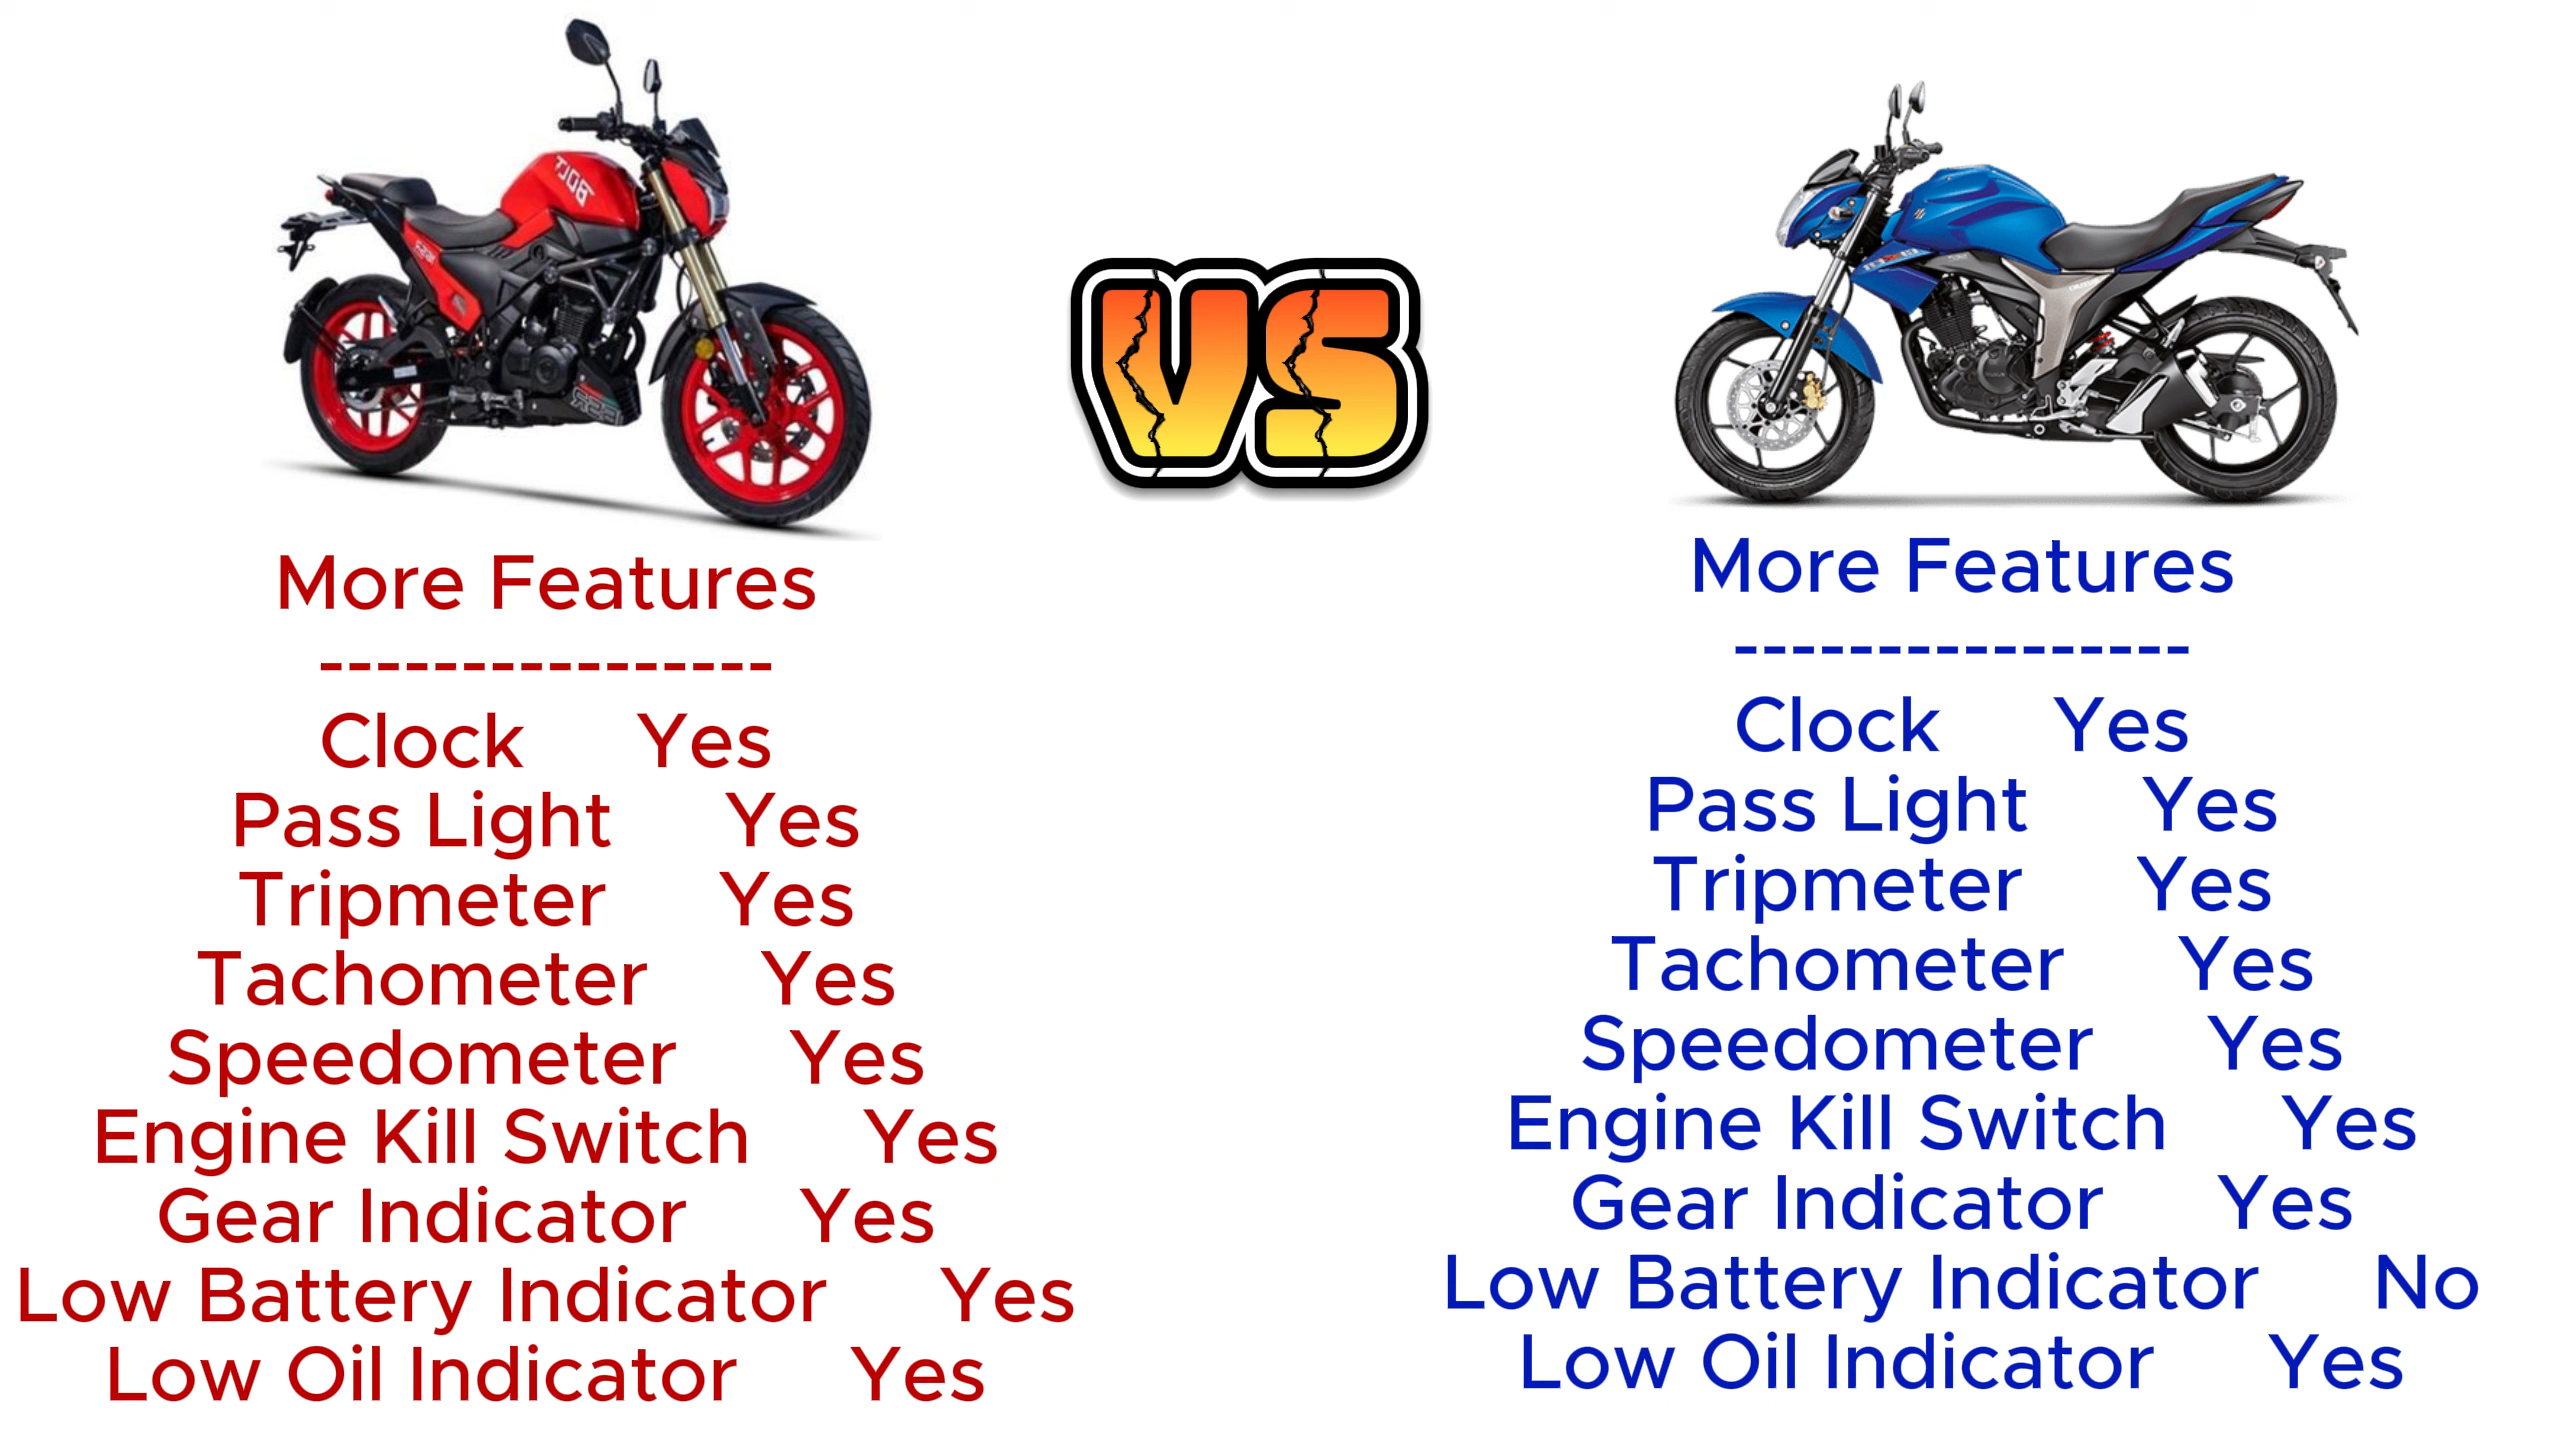 VS
More Features
----------------
Clock Yes
Pass Light Yes
Tripmeter Yes
Tachometer Yes
Speedometer Yes
Engine Kill Switch Yes
Gear Indicator Yes
Low Battery Indicator Yes
Low Oil Indicator Yes
More Features
----------------
Clock Yes
Pass Light Yes
Tripmeter Yes
Tachometer Yes
Speedometer Yes
Engine Kill Switch Yes
Gear Indicator Yes
Low Battery Indicator No
Low Oil Indicator Yes